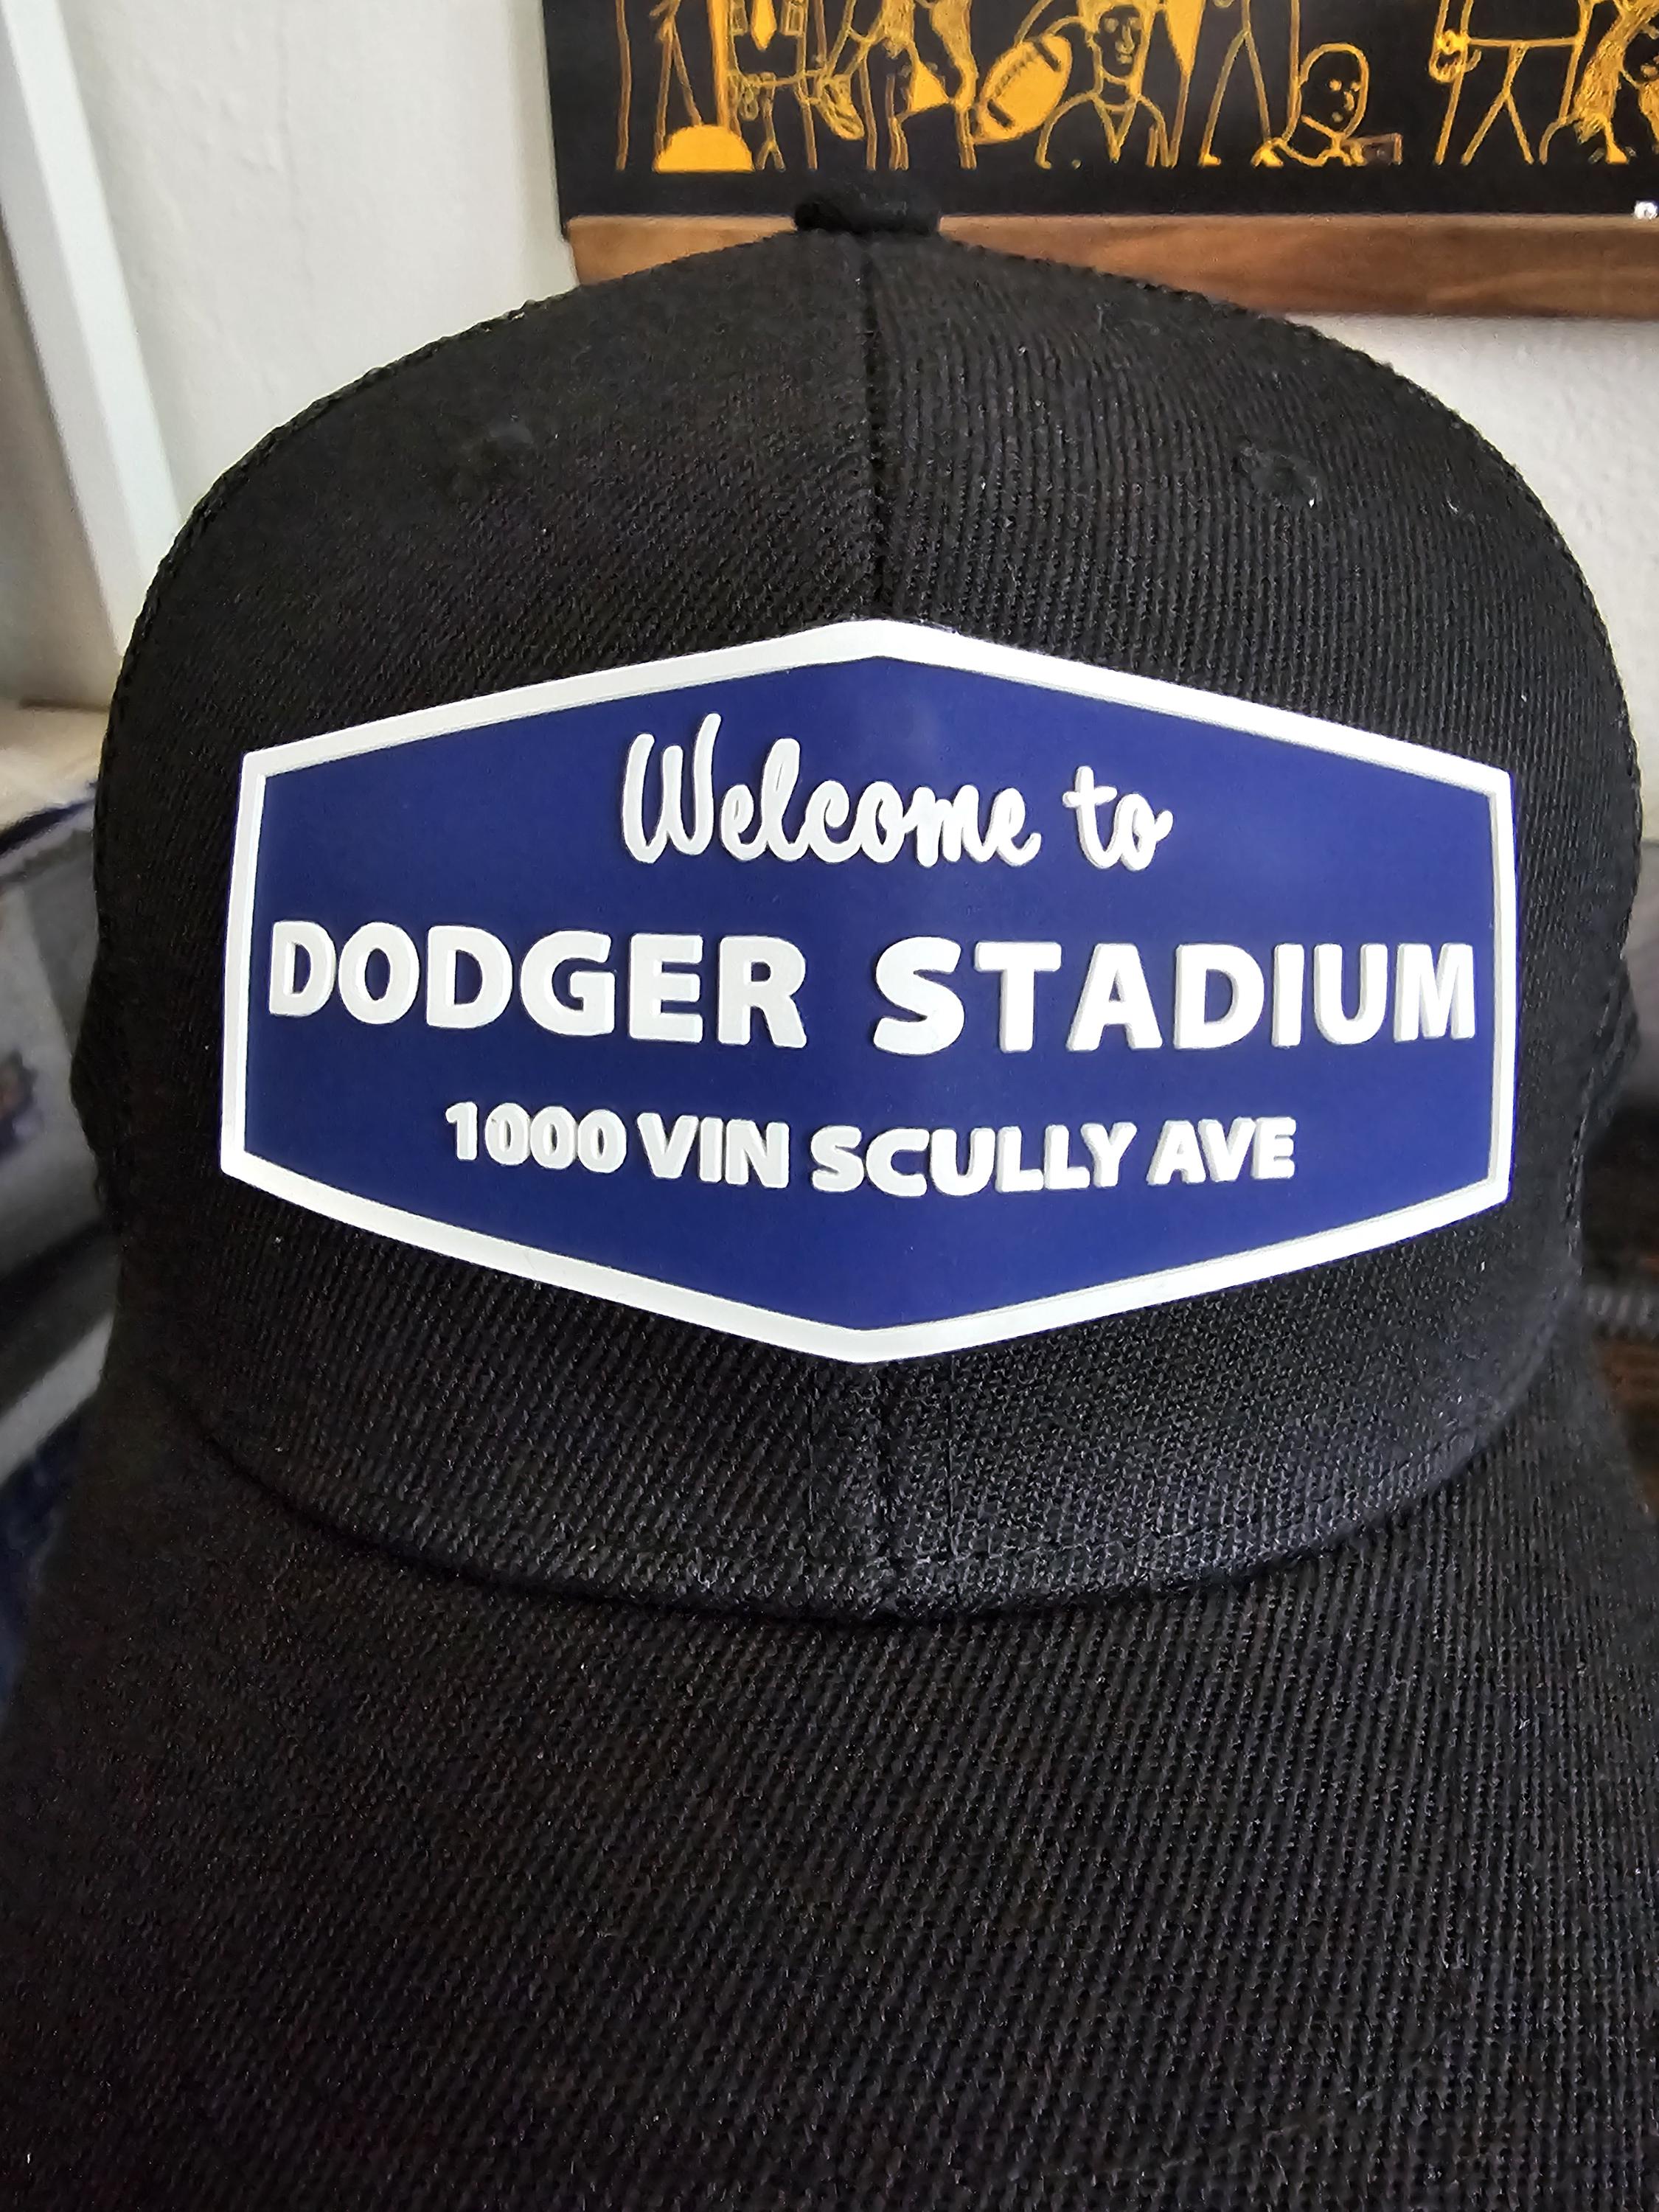 Welcome to
DODGER STADIUM
1000 VIN SCULLY AVE